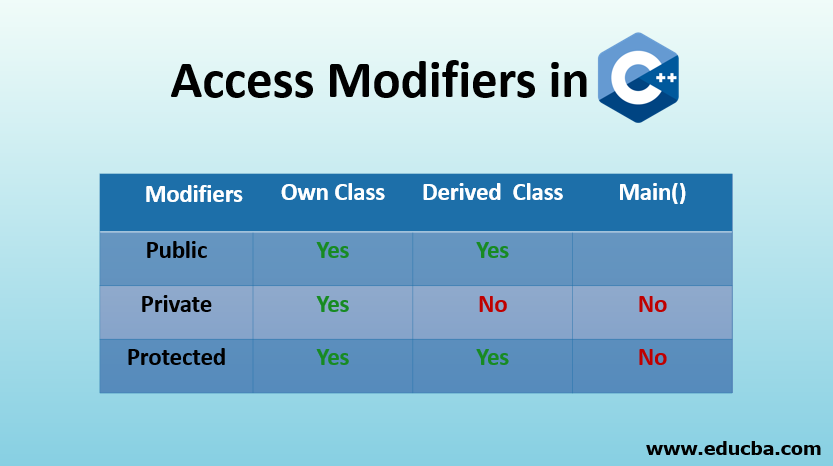 Access Modifiers in C++
Modifiers Own Class Derived Class Main()
Public Yes Yes
Private Yes No No
Protected Yes Yes No
www.educba.com